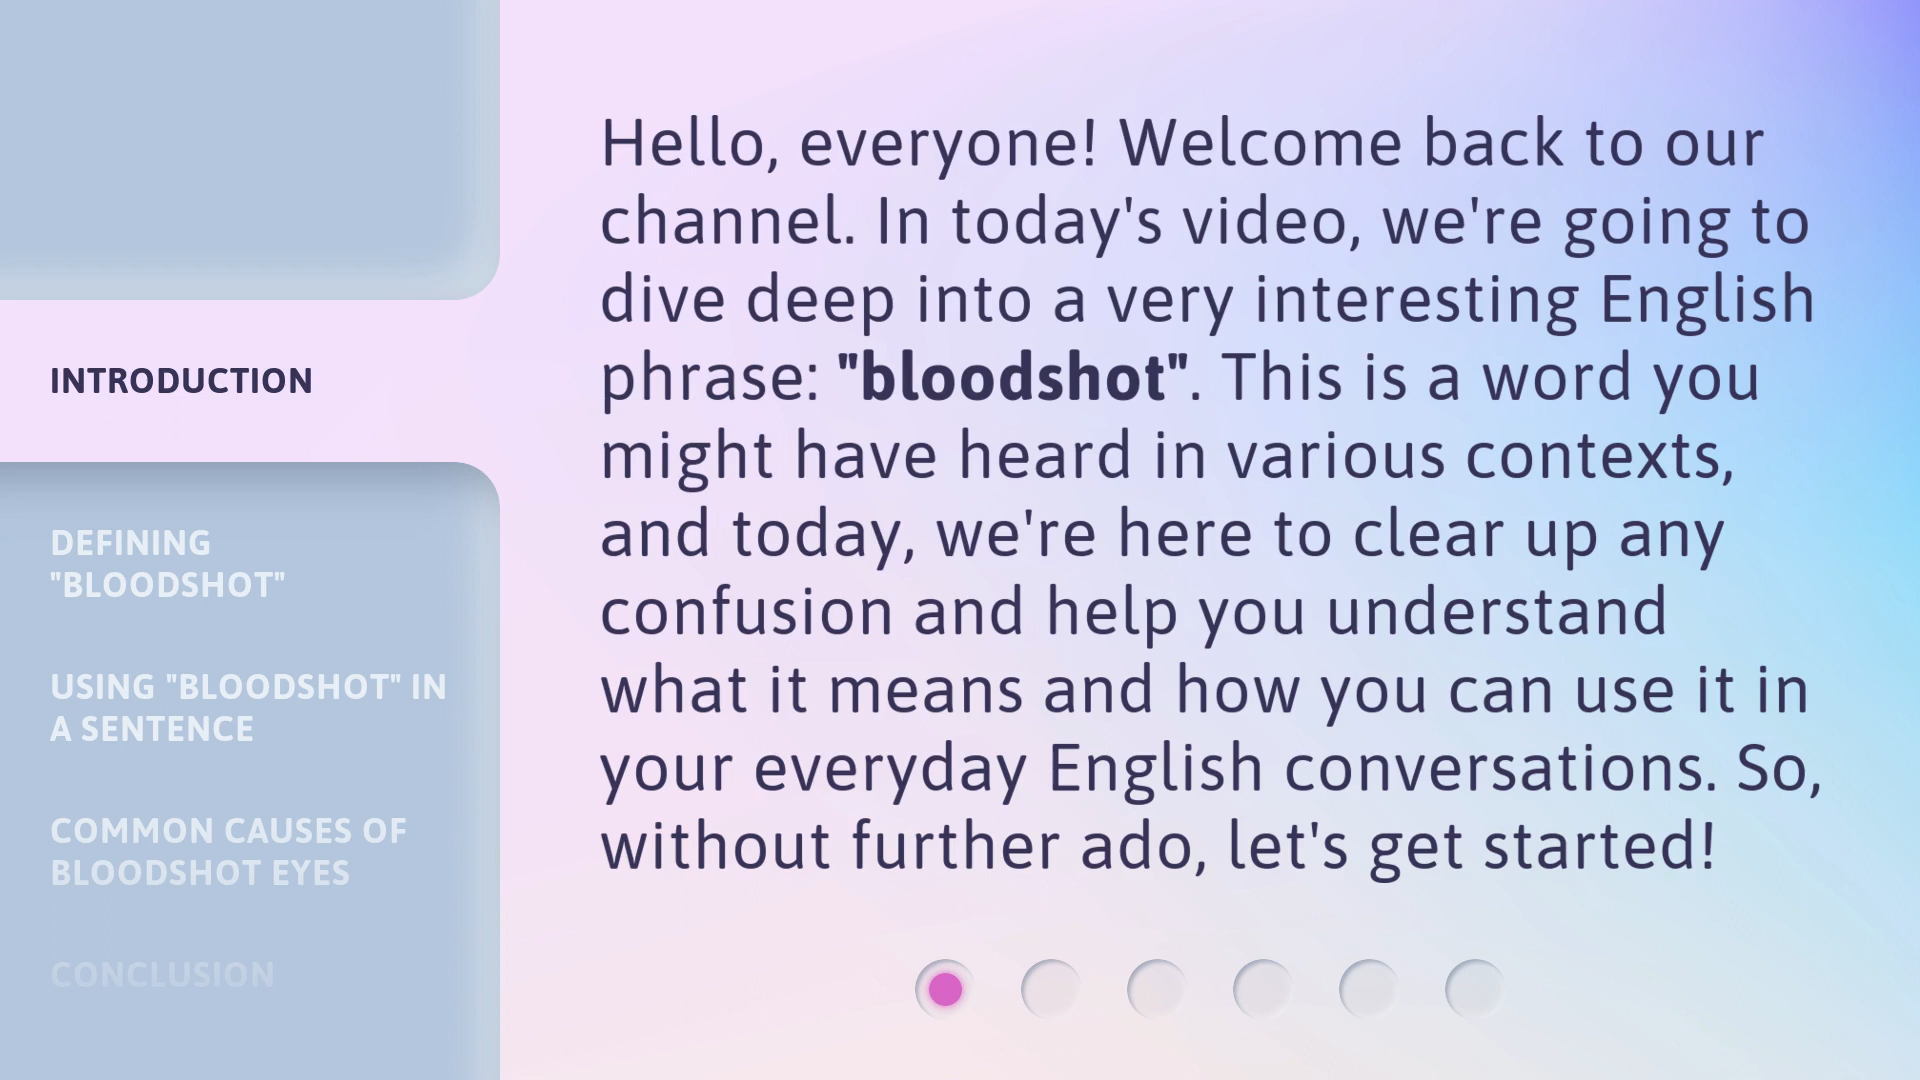 INTRODUCTION
DEFINING
"BLOODSHOT"
USING "BLOODSHOT" IN
A SENTENCE
COMMON CAUSES OF
BLOODSHOT EYES
CONCLUSION
Hello, everyone! Welcome back to our
channel. In today's video, we're going to
dive deep into a very interesting English
phrase: "bloodshot". This is a word you
might have heard in various contexts,
and today, we're here to clear up any
confusion and help you understand
what it means and how you can use it in
your everyday English conversations. So,
without further ado, let's get started!